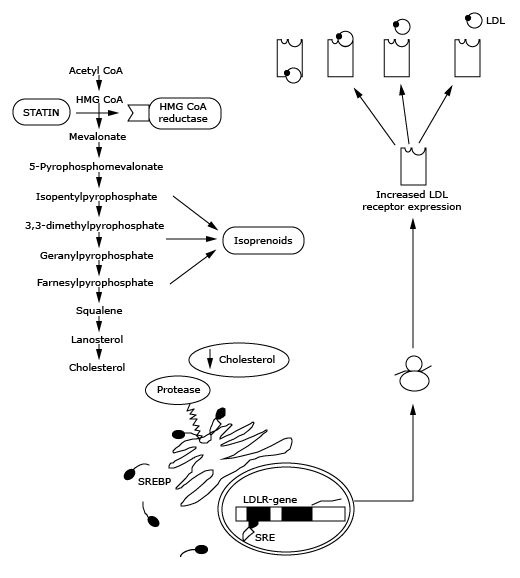 LDL
Acetyl CoA
HMG CoA
STATIN
HMG CoA
reductase
Mevalonate
5-Pyrophosphomevalonate
Isopentylpyrophosphate
3,3-dimethylpyrophosphate
Isoprenoids
Geranylpyrophosphate
Farnesylpyrophosphate
Squalene
Lanosterol
Cholesterol
Increased LDL
receptor expression
Cholesterol
Protease
SREBP
LDLR-gene
SRE